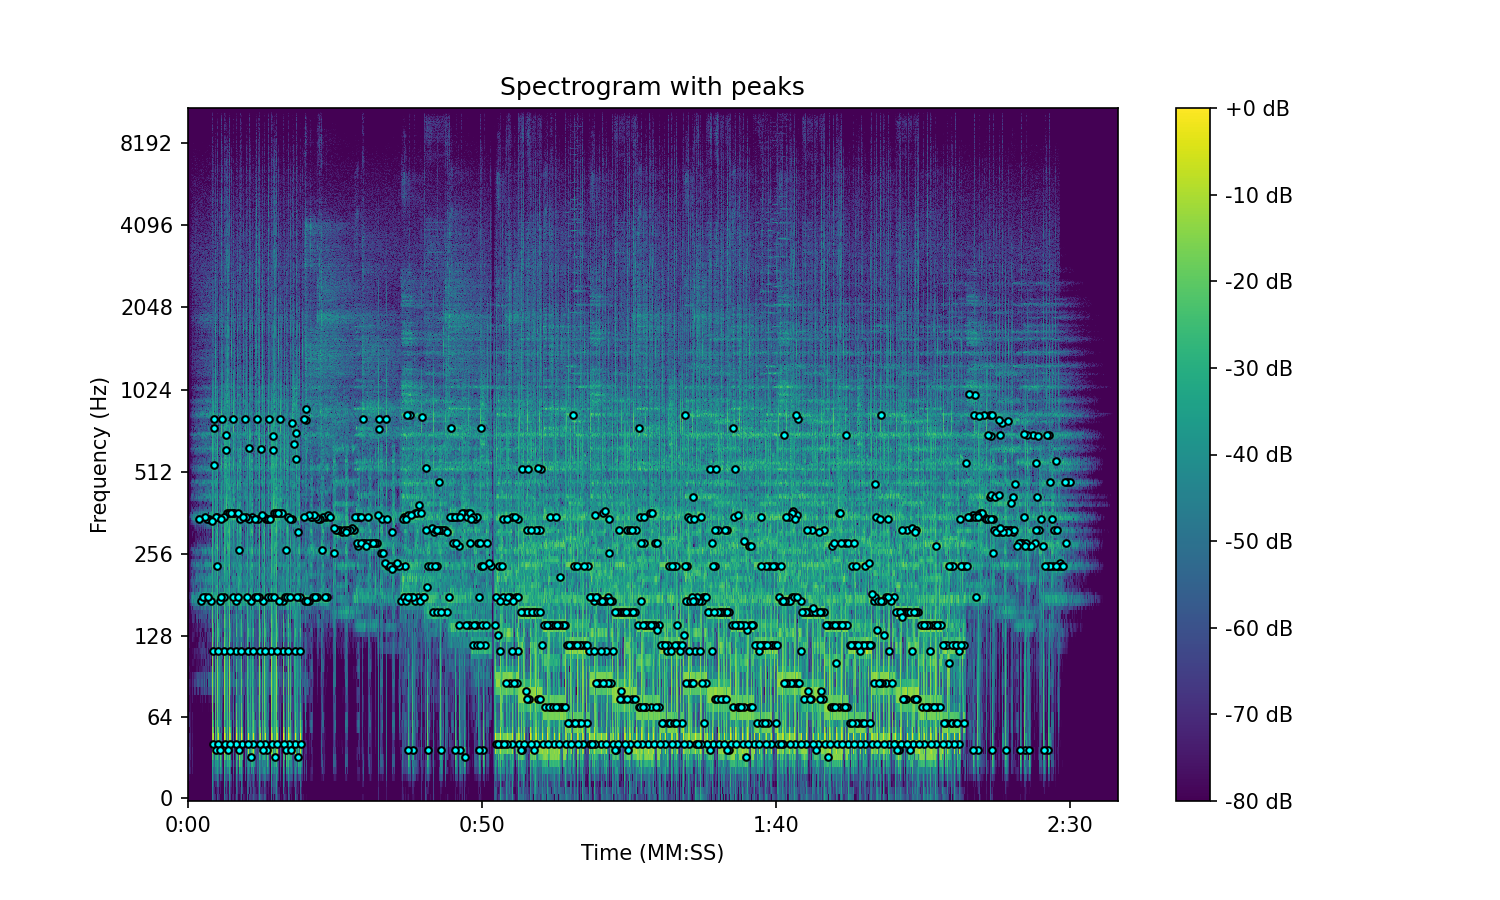 Spectrogram with peaks
+0 dB
8192
-10 dB
4096
-20 dB
2048
-30 dB
1024
-40 dB
Frequency (Hz)
512
-50 dB
256
-60 dB
128
-70 dB
64
0
-80 dB
0:00
0:50
1:40
2:30
Time (MM:SS)